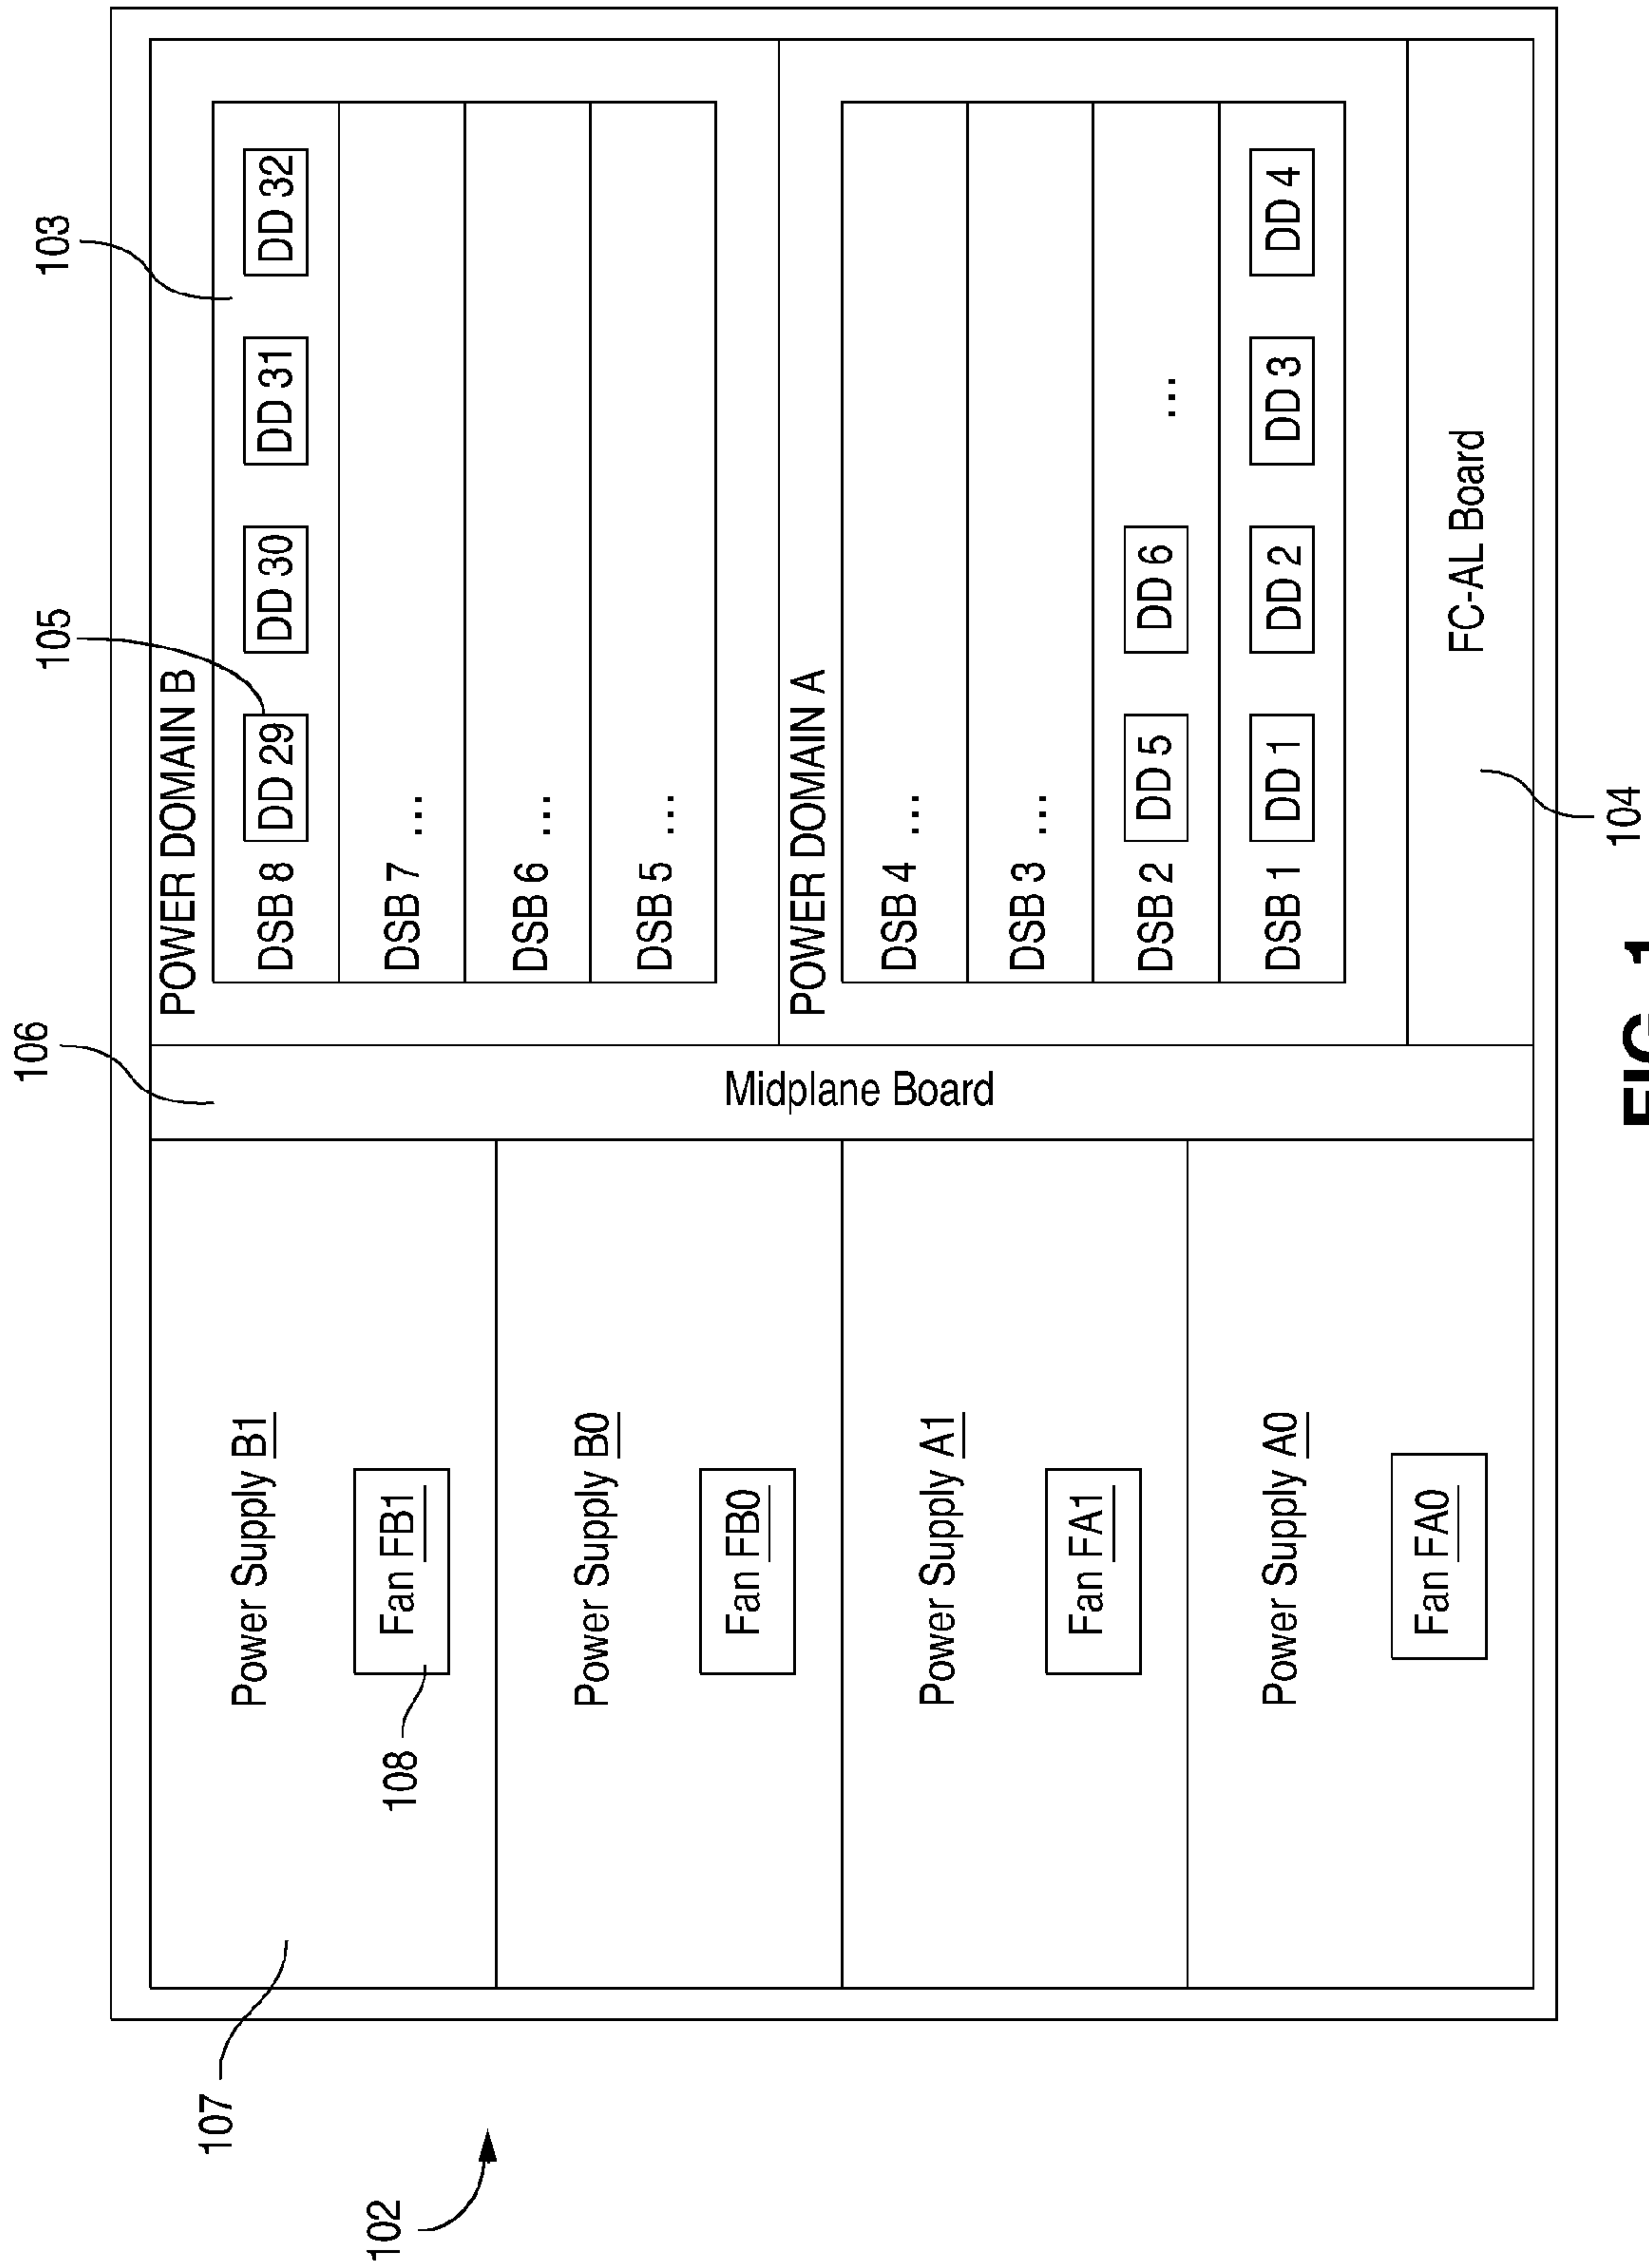 106
105
103
107
102
108
Power Supply B1
Fan FB1
Power Supply B0
Fan FB0
Power Supply A1
Fan FA1
Power Supply A0
Fan FA0
Midplane Board
POWER DOMAIN B
DSB 8 DD 29 DD 30 DD 31 DD 32
DSB 7 ...
DSB 6 ...
DSB 5 ...
POWER DOMAIN A
DSB 4 ...
DSB 3 ...
DSB 2 DD 5 DD 6 ...
DSB 1 DD 1 DD 2 DD 3 DD 4
FC-AL Board
104
FIG. 1